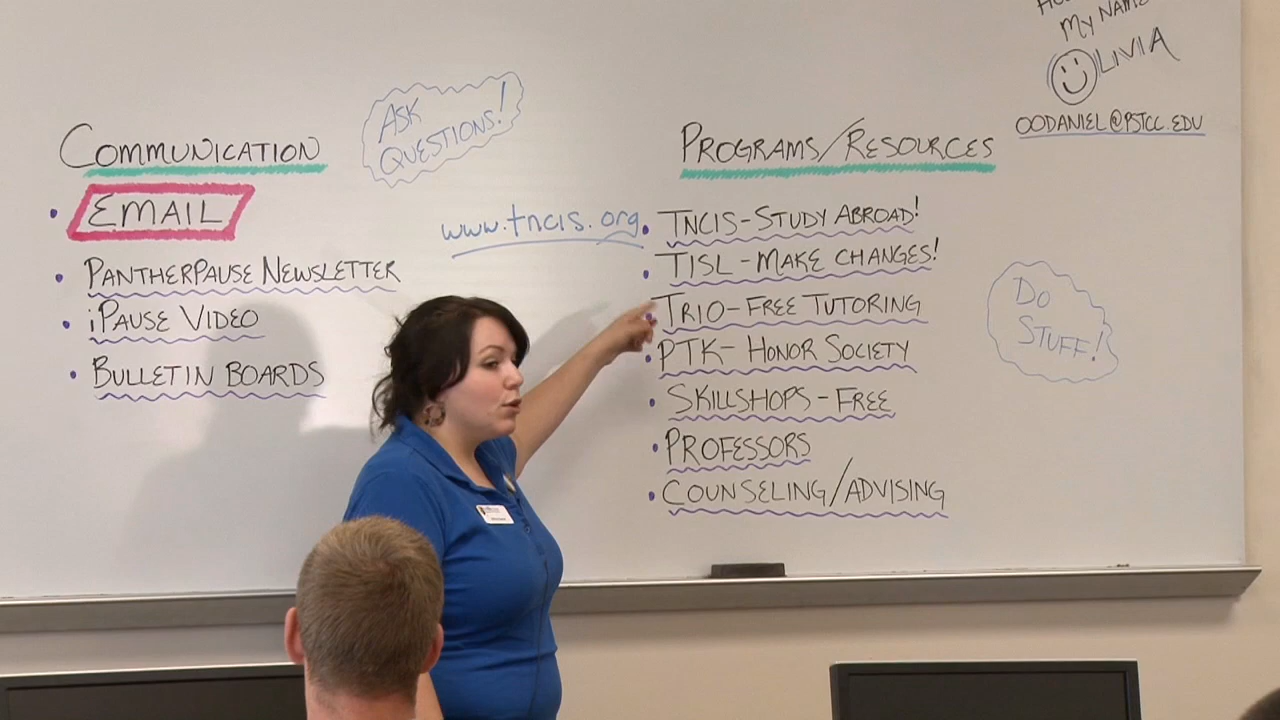 MY NAME
OLIVIA
OODANIEL@PSTCC.EDU
ASK
QUESTIONS!
COMMUNICATION
EMAIL
PANTHERPAUSE NEWSLETTER
iPAUSE VIDEO
BULLETIN BOARDS
PROGRAMS/RESOURCES
www.tncis.org
TNCIS-STUDY ABROAD!
TISL-MAKE CHANGES!
TRIO-FREE TUTORING
PTK-HONOR SOCIETY
SKILLSHOPS-FREE
PROFESSORS
COUNSELING/ADVISING
DO
STUFF!